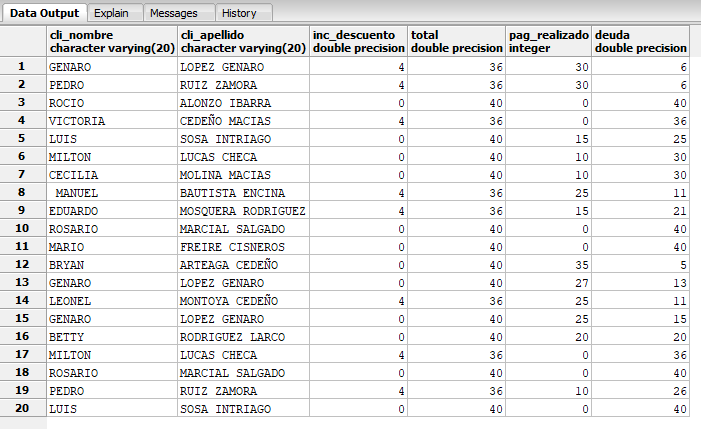 Data Output Explain Messages History
cli_nombre cli_apellido inc_descuento total pag_realizado deuda
character varying(20) character varying(20) double precision double precision integer double precision
1 GENARO LOPEZ GENARO 4 36 30 6
2 PEDRO RUIZ ZAMORA 4 36 30 6
3 ROCIO ALONZO IBARRA 0 40 0 40
4 VICTORIA CEDEÑO MACIAS 4 36 0 36
5 LUIS SOSA INTRIAGO 0 40 15 25
6 MILTON LUCAS CHECA 0 40 10 30
7 CECILIA MOLINA MACIAS 0 40 10 30
8 MANUEL BAUTISTA ENCINA 4 36 25 11
9 EDUARDO MOSQUERA RODRIGUEZ 4 36 15 21
10 ROSARIO MARCIAL SALGADO 0 40 0 40
11 MARIO FREIRE CISNEROS 0 40 0 40
12 BRYAN ARTEAGA CEDEÑO 0 40 35 5
13 GENARO LOPEZ GENARO 0 40 27 13
14 LEONEL MONTOYA CEDEÑO 4 36 25 11
15 GENARO LOPEZ GENARO 0 40 25 15
16 BETTY RODRIGUEZ LARCO 0 40 20 20
17 MILTON LUCAS CHECA 4 36 0 36
18 ROSARIO MARCIAL SALGADO 0 40 0 40
19 PEDRO RUIZ ZAMORA 4 36 10 26
20 LUIS SOSA INTRIAGO 0 40 0 40